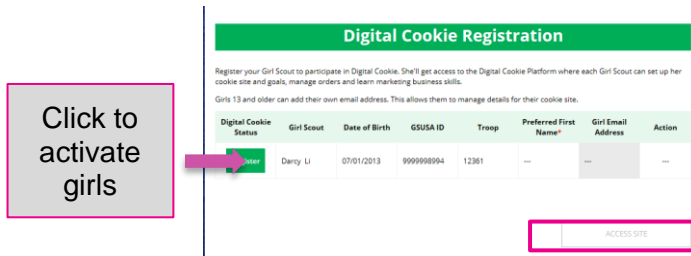 Digital Cookie Registration
Register your Girl Scout to participate in Digital Cookie. She'll get access to the Digital Cookie Platform where each Girl Scout can set up her
cookie site and goals, manage orders and learn marketing business skills.
Girls 13 and older can add their own email address. This allows them to manage details for their cookie site.
Click to
activate
girls
Digital Cookie Status Girl Scout Date of Birth GSUSA ID Troop Preferred First Name* Girl Email Address Action
Darcy Li 07/01/2013 9999998994 12361 --- --- ---
ACCESS SITE